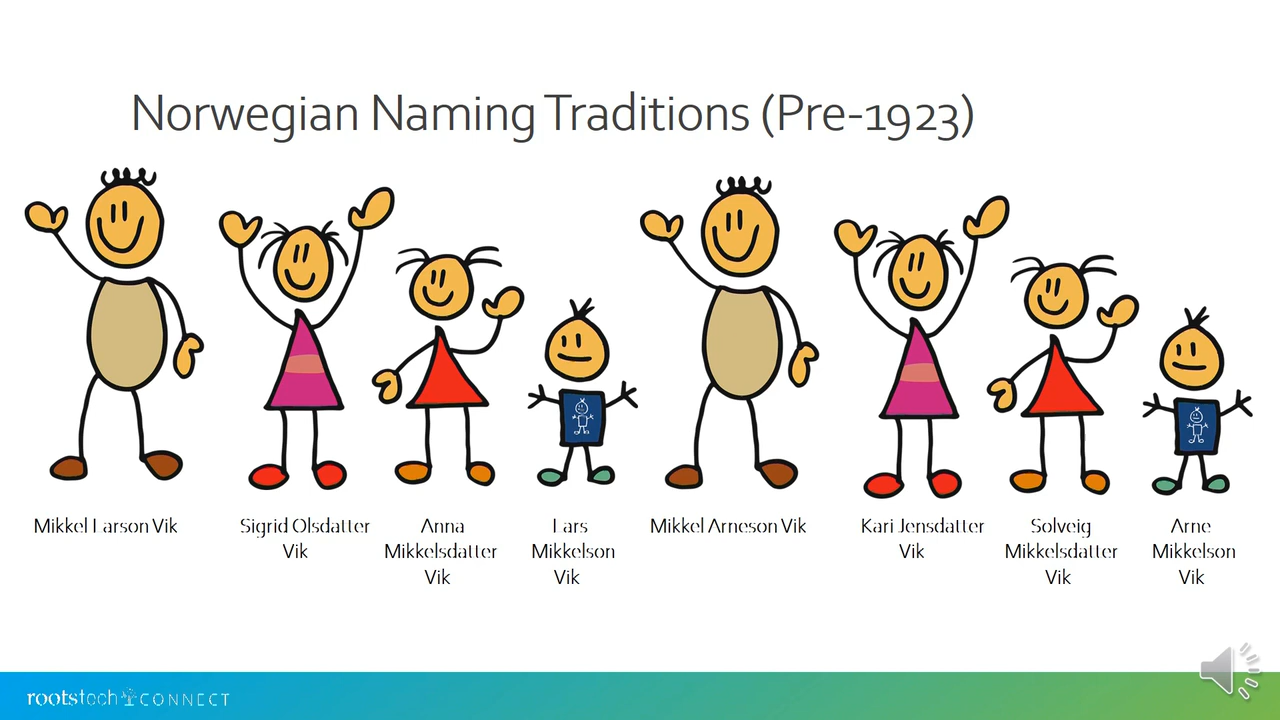 Norwegian Naming Traditions (Pre-1923)
Mikkel Larson Vik
Sigrid Olsdatter
Vik
Anna
Mikkelsdatter
Vik
Lars
Mikkelson
Vik
Mikkel Arneson Vik
Kari Jensdatter
Vik
Solveig
Mikkelsdatter
Vik
Arne
Mikkelson
Vik
rootstech CONNECT